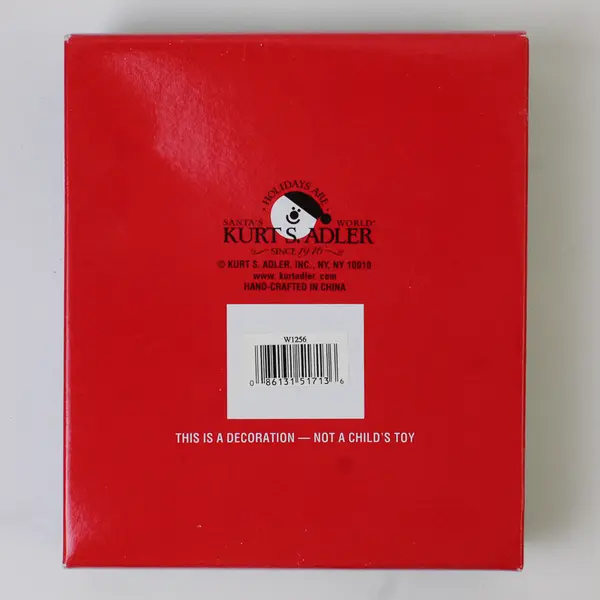 HOLIDAYS ARE
SANTA'S WORLD
KURT S. ADLER
SINCE 1946
© KURT S. ADLER, INC., NY, NY 10010
www.kurtadler.com
HAND-CRAFTED IN CHINA
W1256
0 86131 51713 6
THIS IS A DECORATION — NOT A CHILD'S TOY